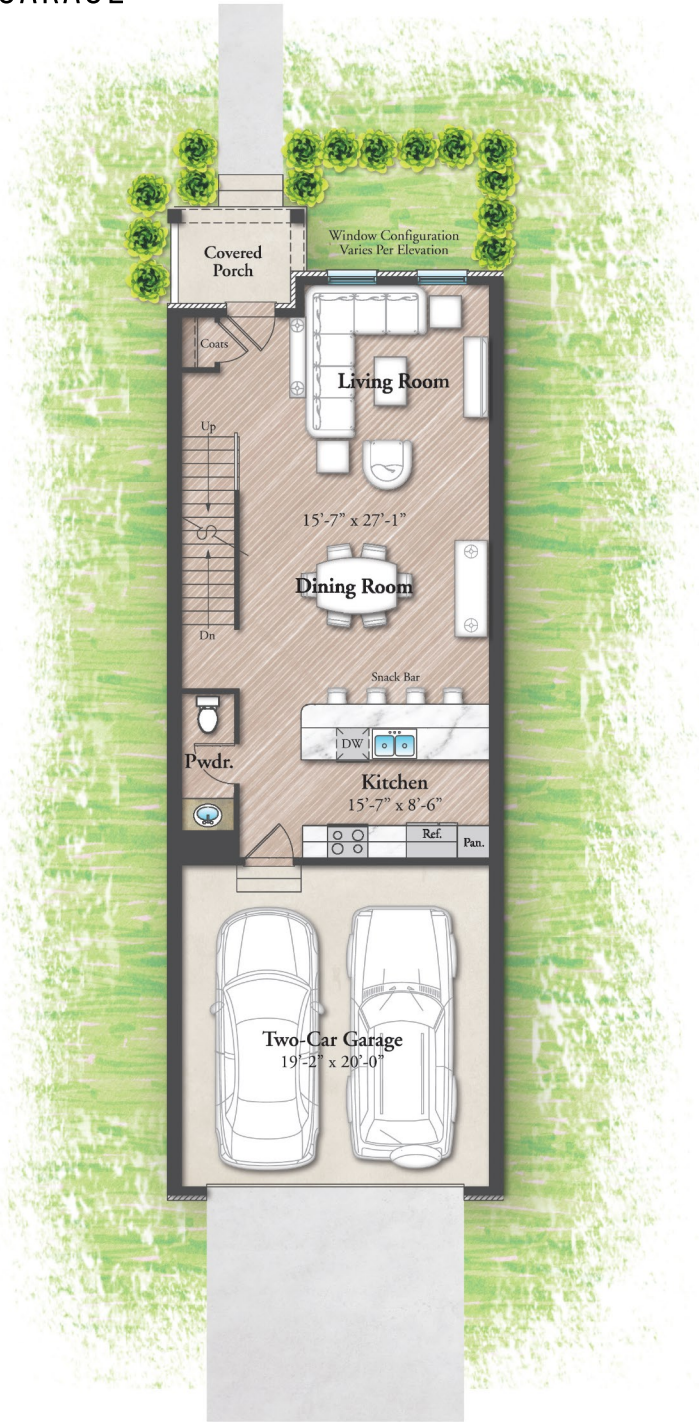 GARAGE
Window Configuration
Varies Per Elevation
Covered
Porch
Coats
Living Room
Up
15'-7" x 27'-1"
S
Dining Room
Dn
Snack Bar
DW
Pwdr.
Kitchen
15'-7" x 8'-6"
Ref.
Pan.
Two-Car Garage
19'-2" x 20'-0"